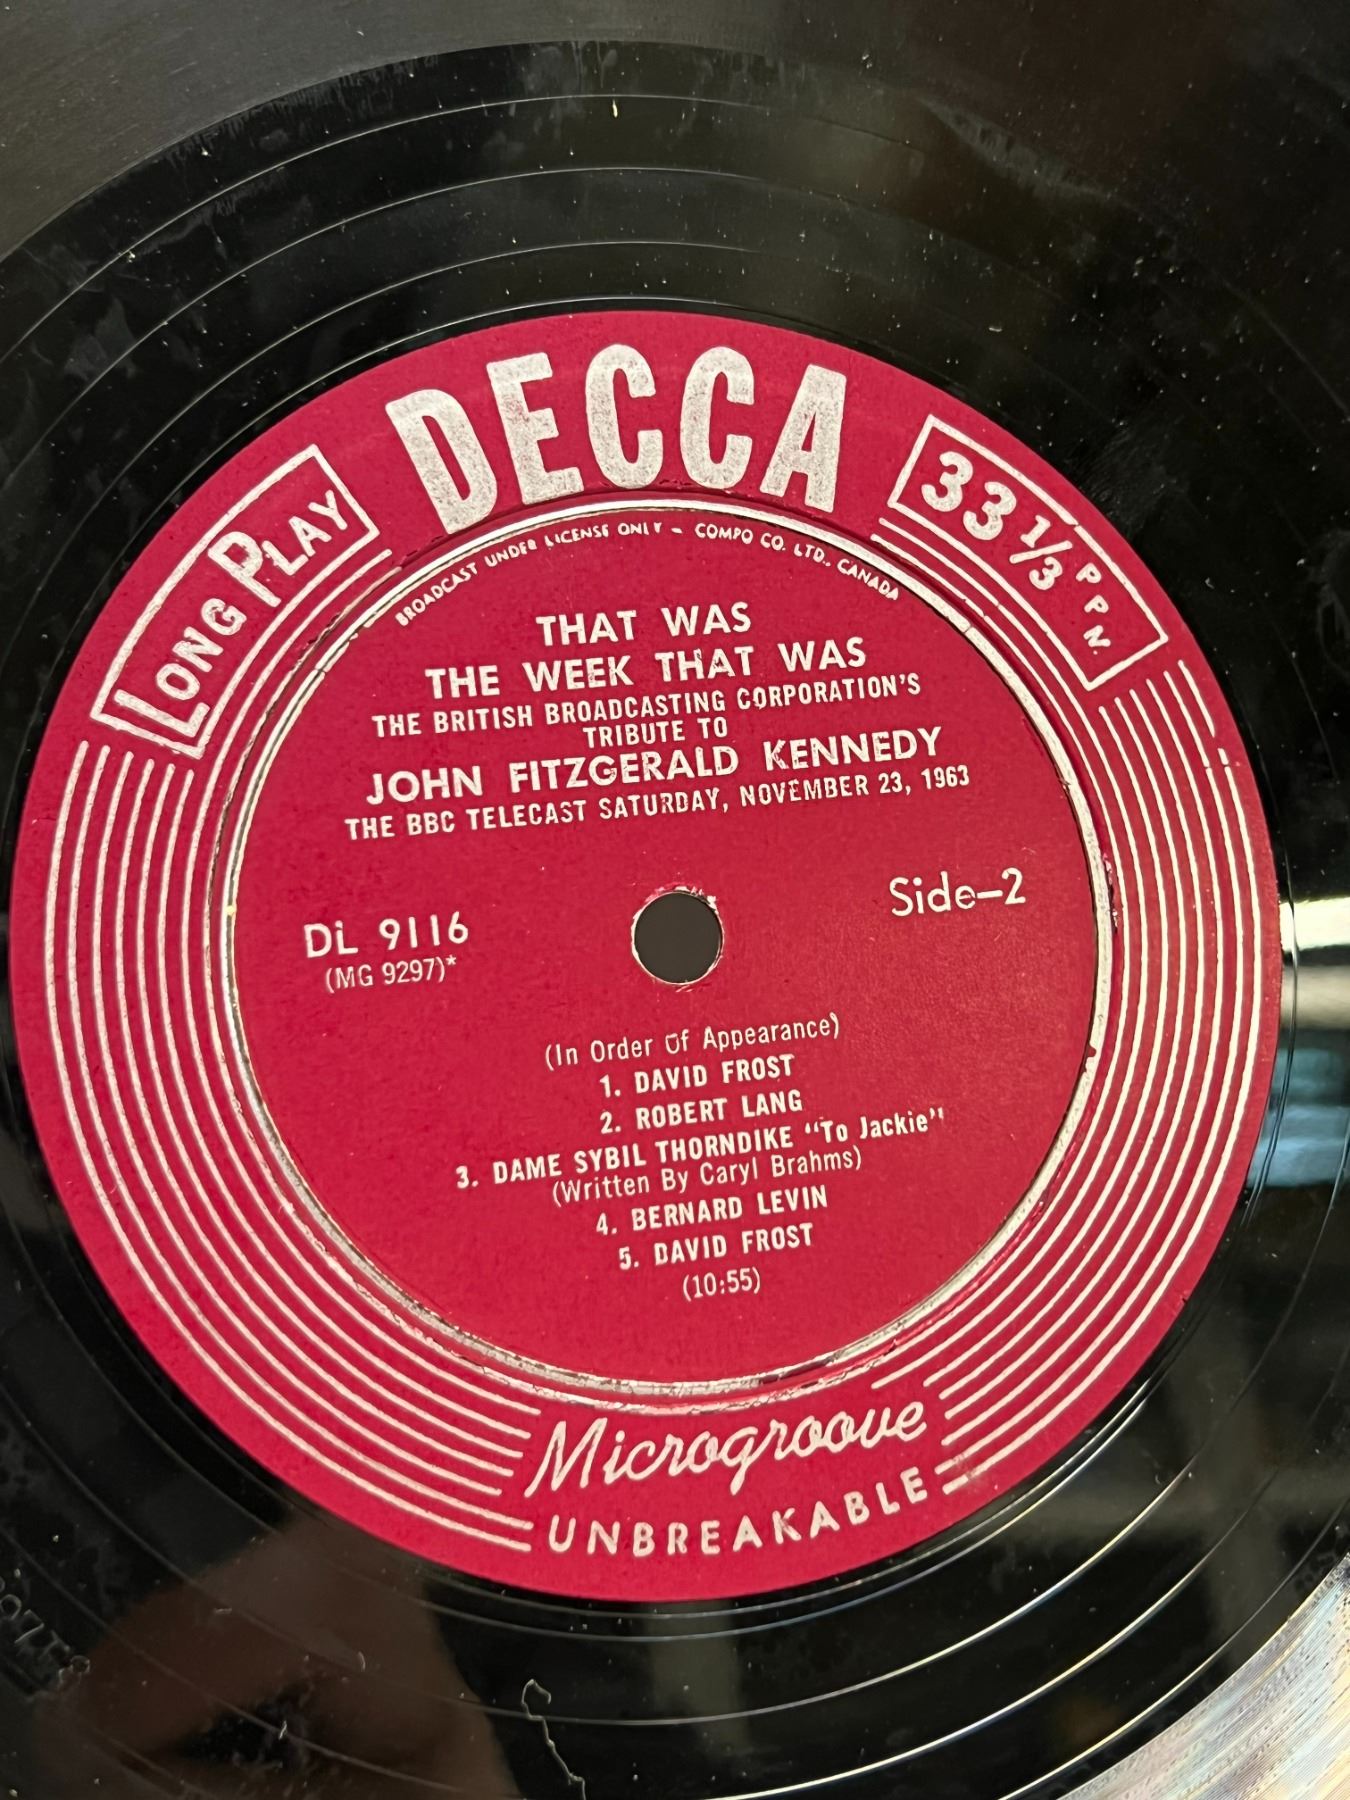 DECCA
LONG PLAY
33 1/3 R P M.
BROADCAST UNDER LICENSE ONLY - COMPO CO. LTD., CANADA
THAT WAS
THE WEEK THAT WAS
THE BRITISH BROADCASTING CORPORATION'S
TRIBUTE TO
JOHN FITZGERALD KENNEDY
THE BBC TELECAST SATURDAY, NOVEMBER 23, 1963
Side-2
DL 9116
(MG 9297)*
(In Order Of Appearance)
1. DAVID FROST
2. ROBERT LANG
3. DAME SYBIL THORNDIKE "To Jackie"
(Written By Caryl Brahms)
4. BERNARD LEVIN
5. DAVID FROST
(10:55)
Microgroove
UNBREAKABLE